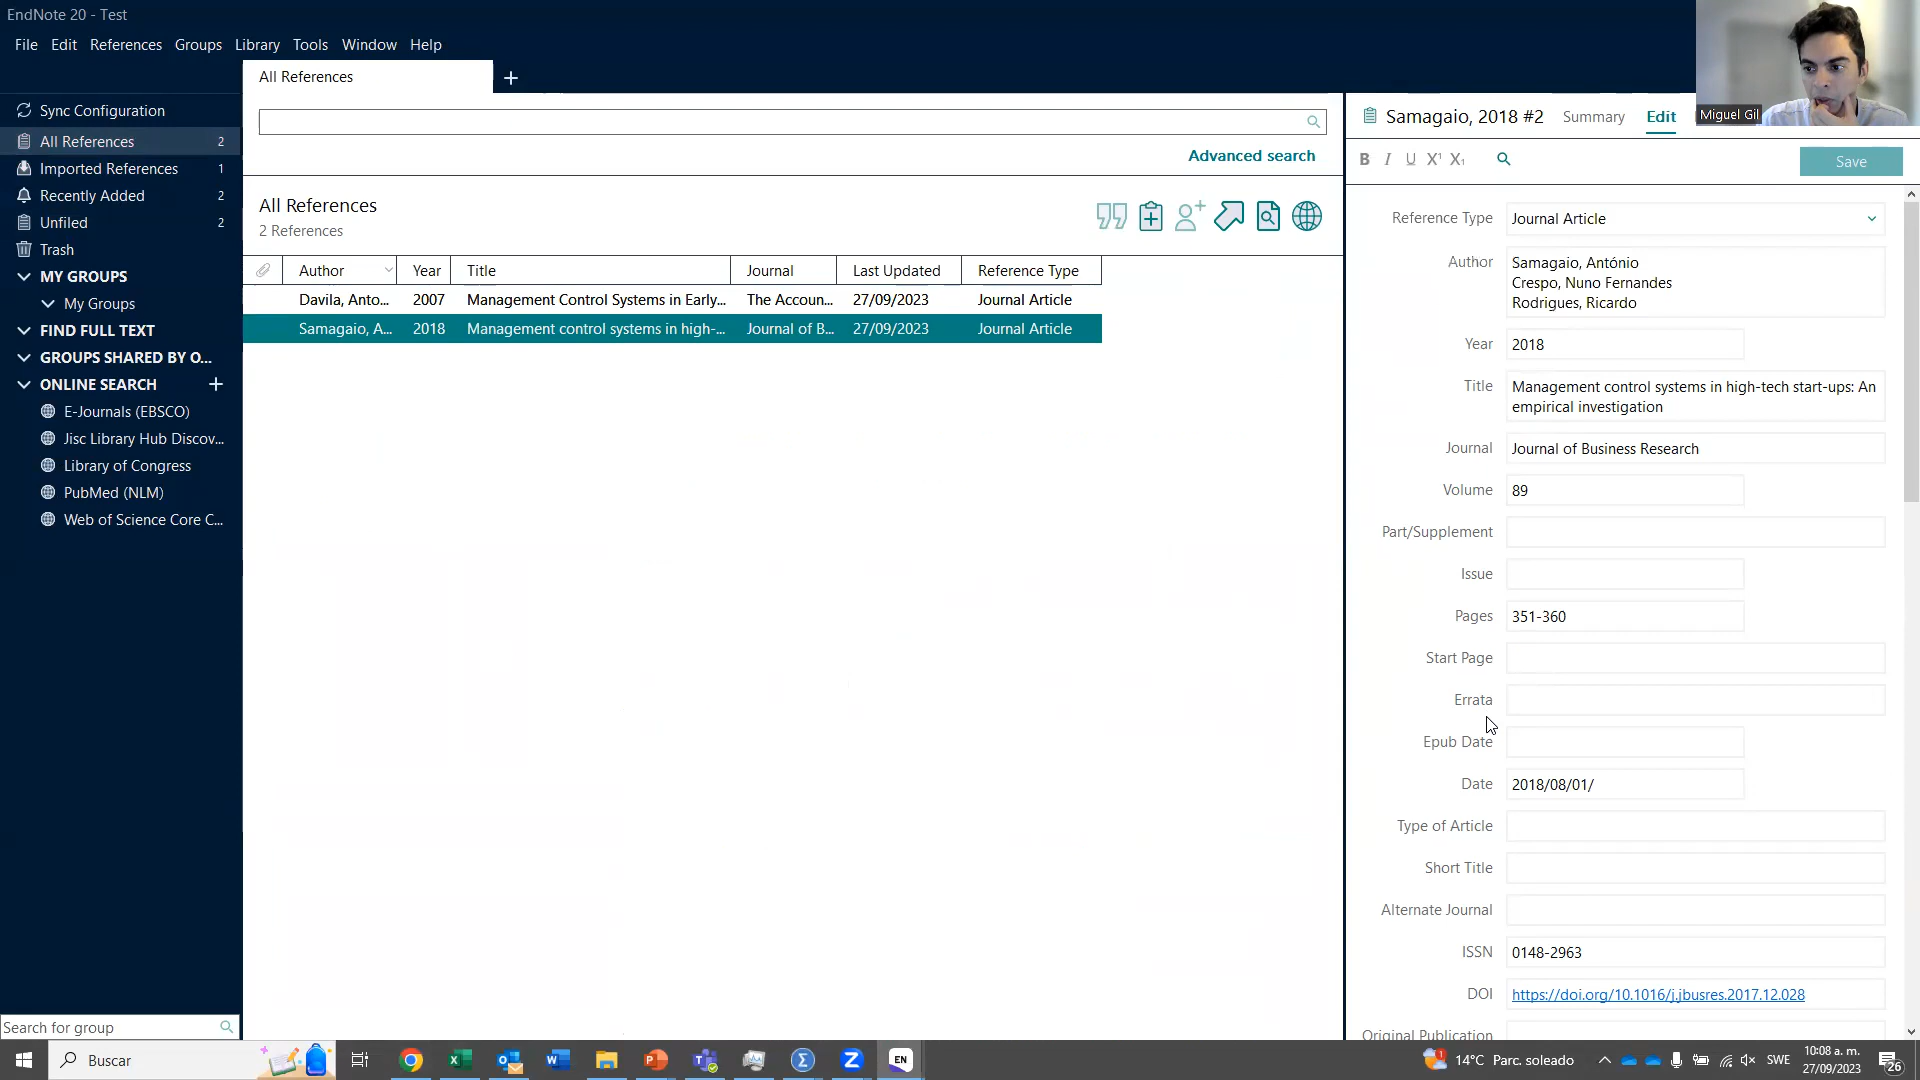 EndNote 20 - Test
File Edit References Groups Library Tools Window Help
All References
Sync Configuration
All References 2
Imported References 1
Recently Added 2
Unfiled 2
Trash
MY GROUPS
My Groups
FIND FULL TEXT
GROUPS SHARED BY O...
ONLINE SEARCH +
E-Journals (EBSCO)
Jisc Library Hub Discov...
Library of Congress
PubMed (NLM)
Web of Science Core C...
Search for group
Advanced search
All References
2 References
Author Year Title Journal Last Updated Reference Type
Davila, Anto... 2007 Management Control Systems in Early... The Accoun... 27/09/2023 Journal Article
Samagaio, A... 2018 Management control systems in high-... Journal of B... 27/09/2023 Journal Article
Samagaio, 2018 #2 Summary Edit
Miguel Gil
B I U X¹ X₁ Save
Reference Type Journal Article
Author Samagaio, António
Crespo, Nuno Fernandes
Rodrigues, Ricardo
Year 2018
Title Management control systems in high-tech start-ups: An
empirical investigation
Journal Journal of Business Research
Volume 89
Part/Supplement
Issue
Pages 351-360
Start Page
Errata
Epub Date
Date 2018/08/01/
Type of Article
Short Title
Alternate Journal
ISSN 0148-2963
DOI https://doi.org/10.1016/j.jbusres.2017.12.028
Original Publication
Buscar
EN
14°C Parc. soleado
SWE
10:08 a. m.
27/09/2023
26